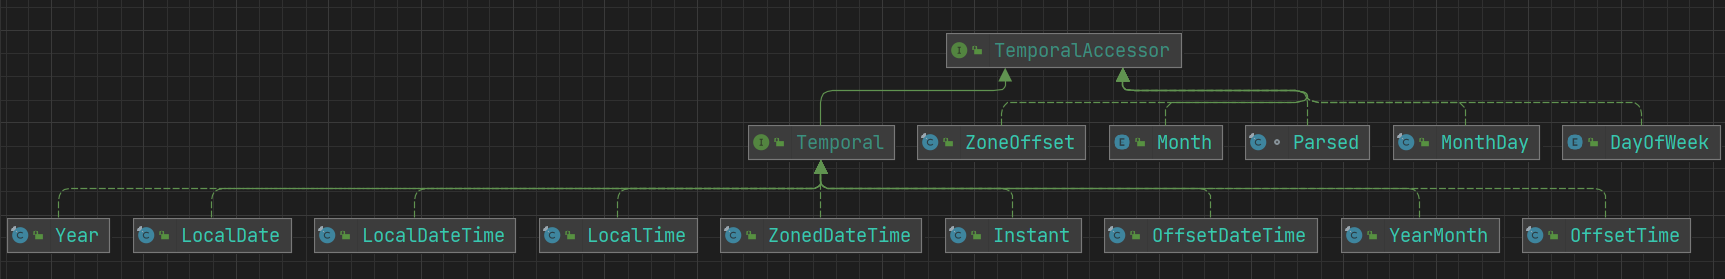 TemporalAccessor
Temporal ZoneOffset Month Parsed MonthDay DayOfWeek
Year LocalDate LocalDateTime LocalTime ZonedDateTime Instant OffsetDateTime YearMonth OffsetTime